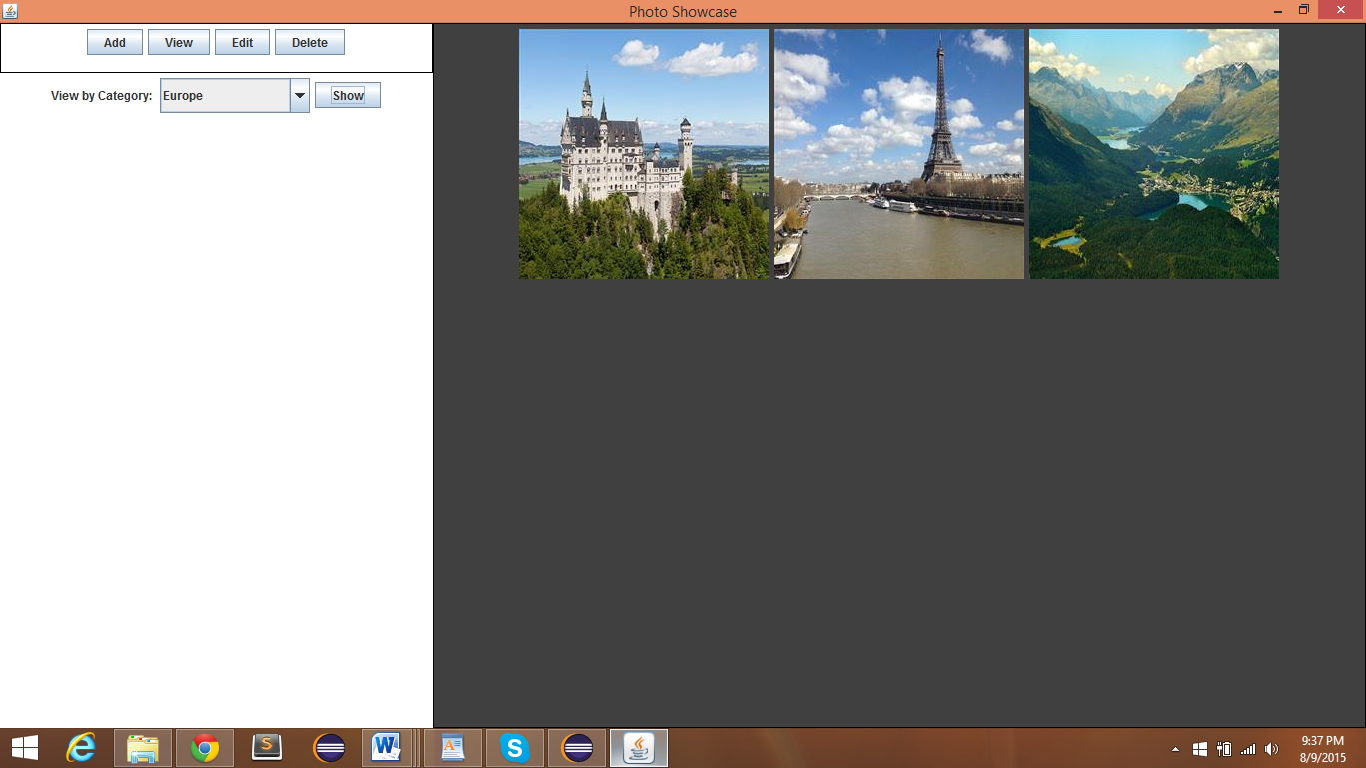 Photo Showcase
Add View Edit Delete
View by Category: Europe Show
9:37 PM
8/9/2015